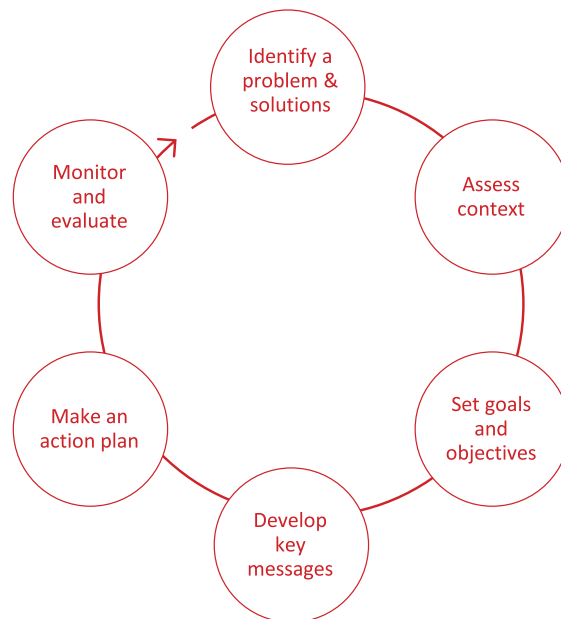 Identify a
problem &
solutions
Assess
context
Set goals
and
objectives
Develop
key
messages
Make an
action plan
Monitor
and
evaluate